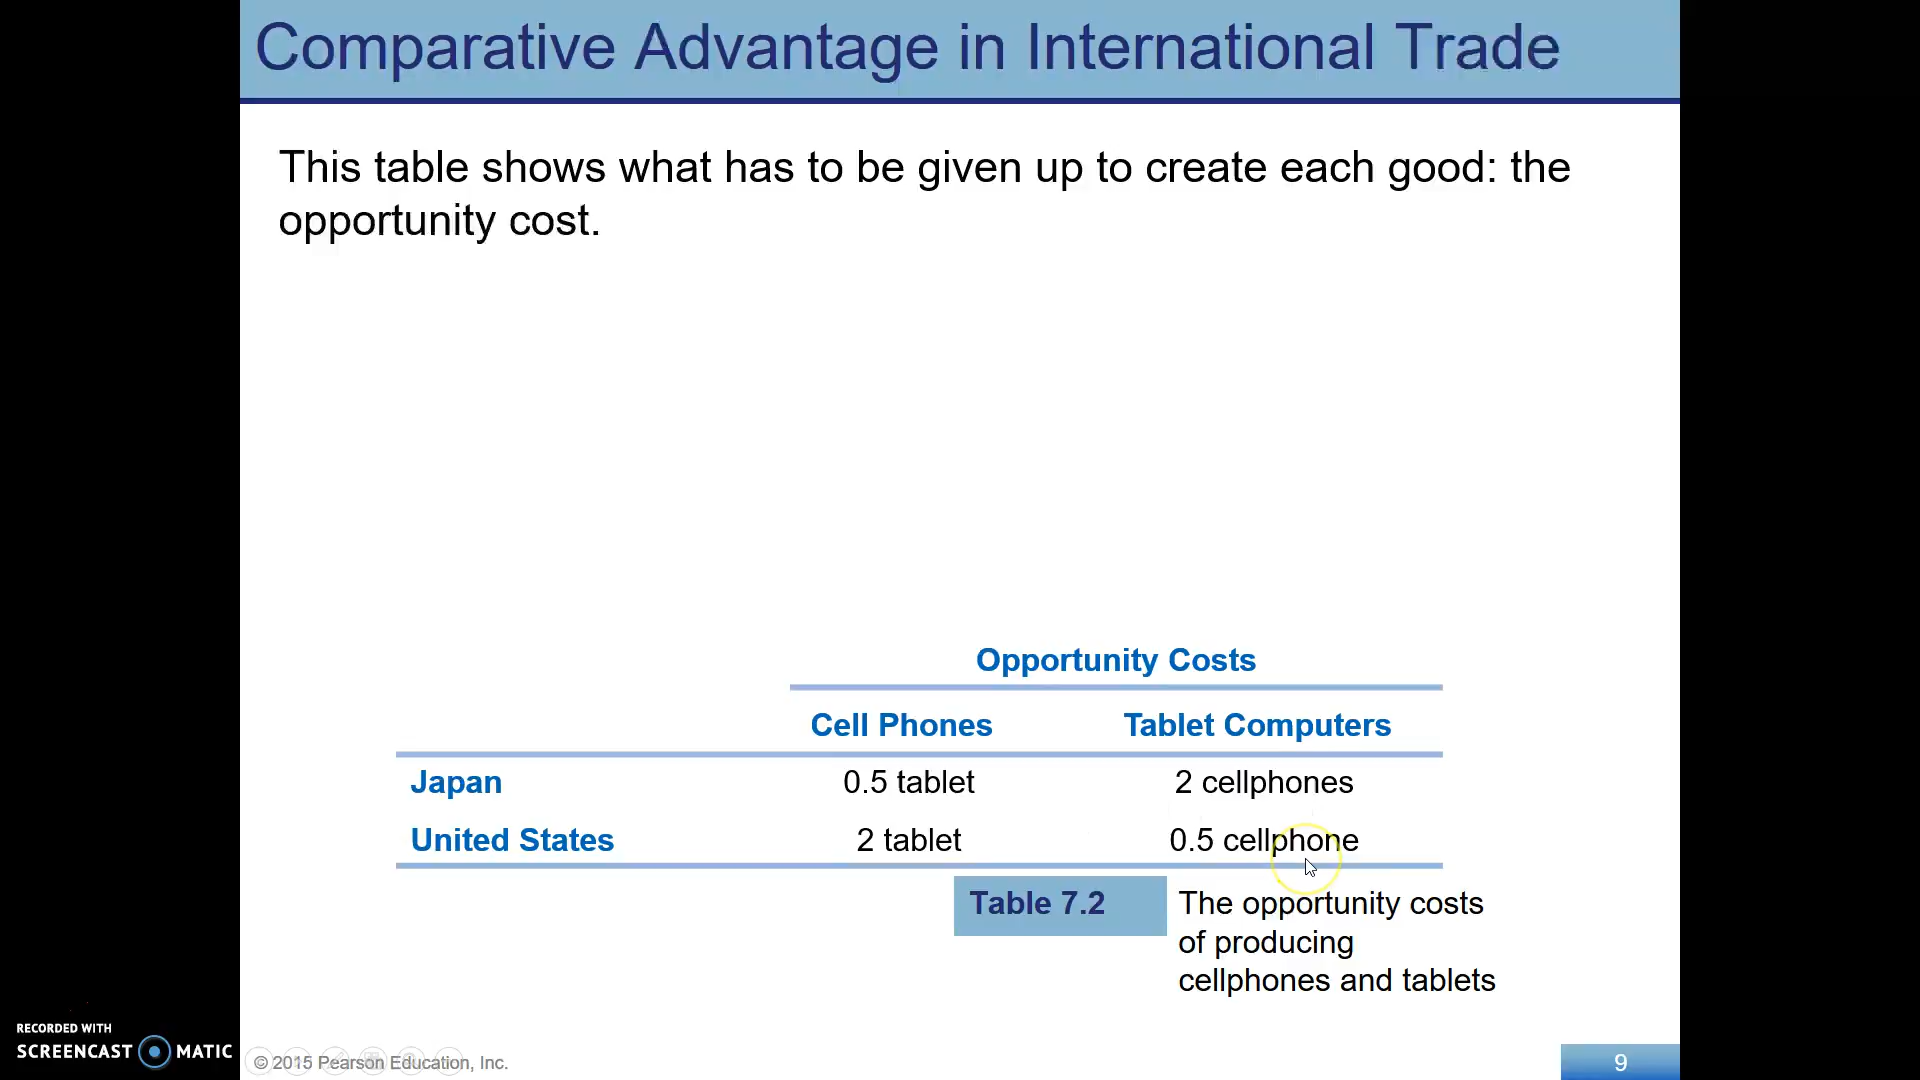 Comparative Advantage in International Trade
This table shows what has to be given up to create each good: the
opportunity cost.
Opportunity Costs
Cell Phones Tablet Computers
Japan 0.5 tablet 2 cellphones
United States 2 tablet 0.5 cellphone
Table 7.2 The opportunity costs
of producing
cellphones and tablets
RECORDED WITH
SCREENCAST MATIC
© 2015 Pearson Education, Inc.
9